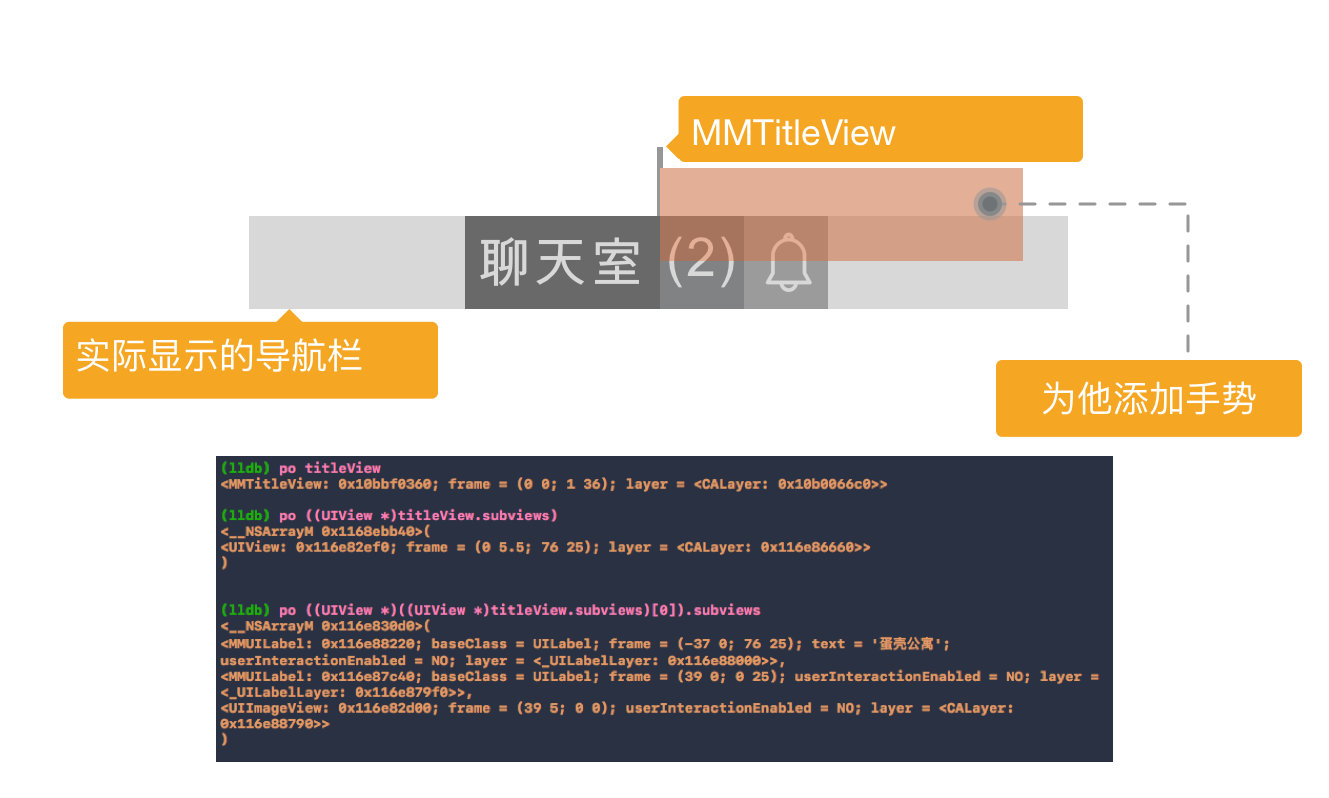 MMTitleView
聊天室 (2)
实际显示的导航栏
为他添加手势
(lldb) po titleView
<MMTitleView: 0x10bbf0360; frame = (0 0; 1 36); layer = <CALayer: 0x10b0066c0>>
(lldb) po ((UIView *)titleView.subviews)
<__NSArrayM 0x1168ebb40>(
<UIView: 0x116e82ef0; frame = (0 5.5; 76 25); layer = <CALayer: 0x116e86660>>
)
(lldb) po ((UIView *)((UIView *)titleView.subviews)[0]).subviews
<__NSArrayM 0x116e830d0>(
<MMUILabel: 0x116e88220; baseClass = UILabel; frame = (-37 0; 76 25); text = '蛋壳公寓';
userInteractionEnabled = NO; layer = <_UILabelLayer: 0x116e88000>>,
<MMUILabel: 0x116e87c40; baseClass = UILabel; frame = (39 0; 0 25); userInteractionEnabled = NO; layer =
<_UILabelLayer: 0x116e879f0>>,
<UIImageView: 0x116e82d00; frame = (39 5; 0 0); userInteractionEnabled = NO; layer = <CALayer:
0x116e88790>>
)